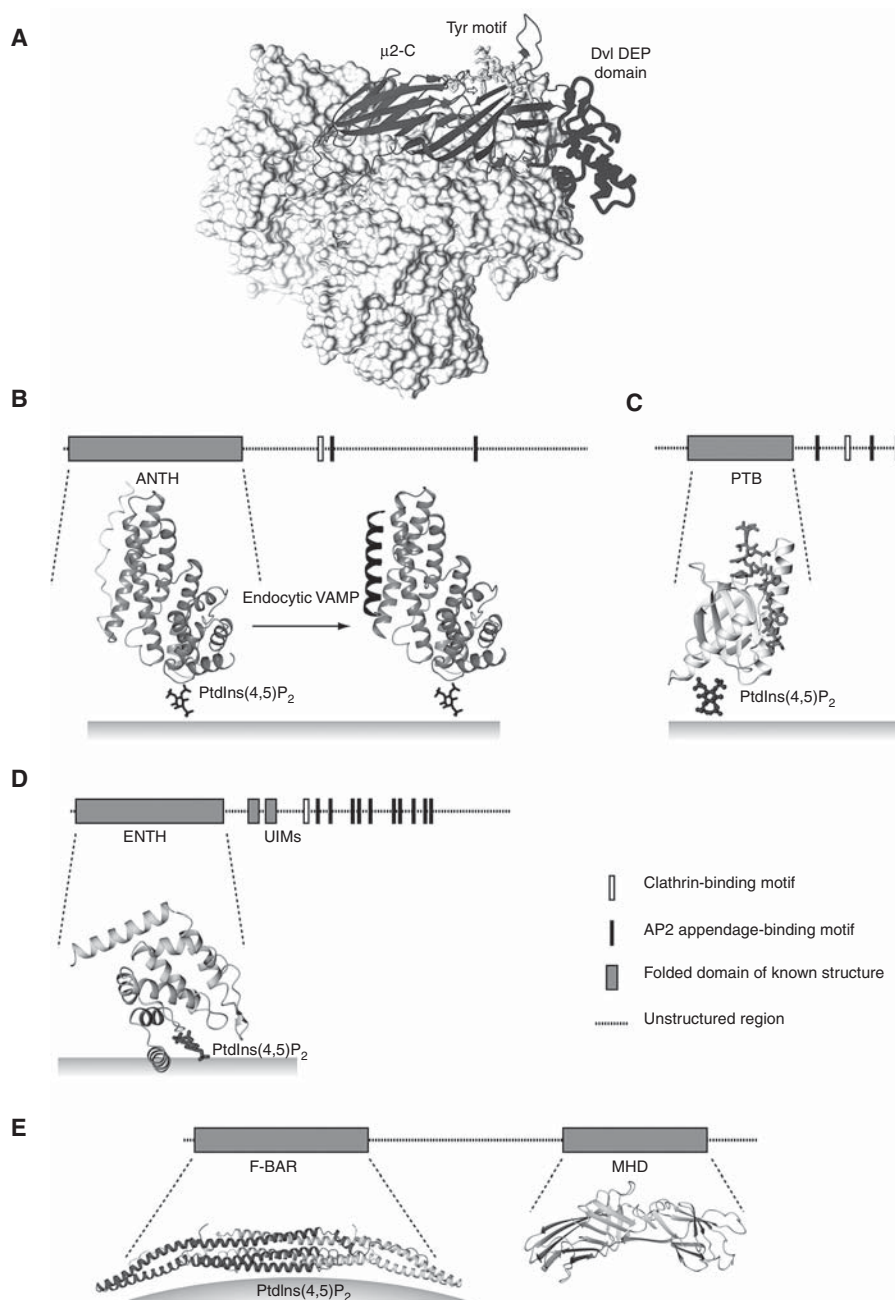 A
Tyr motif
μ2-C
Dvl DEP
domain
B
ANTH
Endocytic VAMP
PtdIns(4,5)P2
C
PTB
PtdIns(4,5)P2
D
ENTH
UIMs
PtdIns(4,5)P2
Clathrin-binding motif
AP2 appendage-binding motif
Folded domain of known structure
Unstructured region
E
F-BAR
MHD
PtdIns(4,5)P2